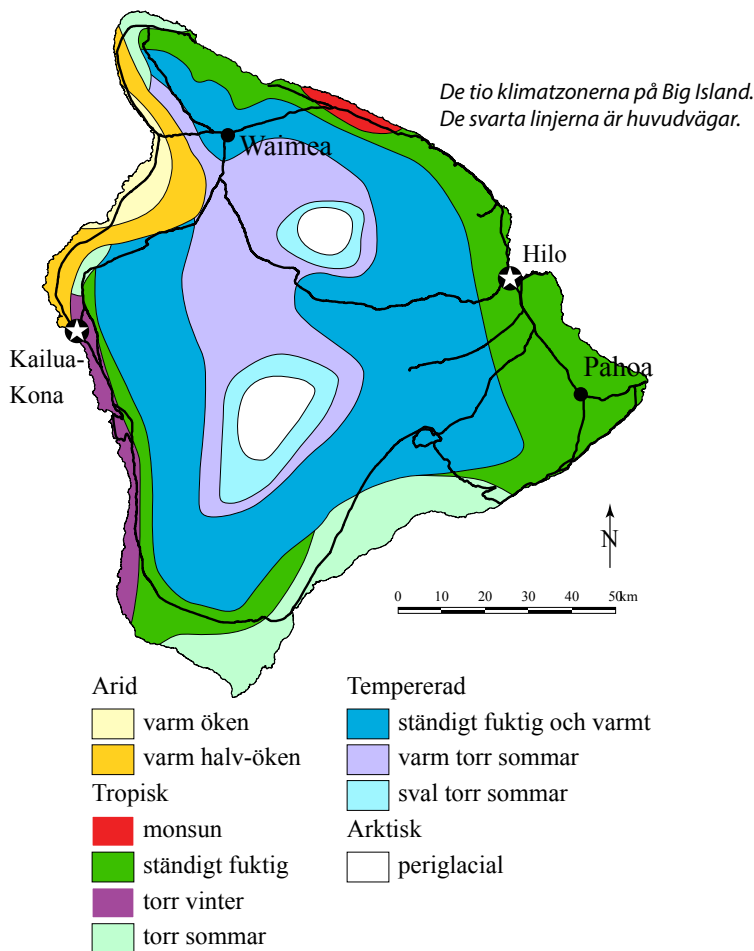 De tio klimatzonerna på Big Island.
De svarta linjerna är huvudvägar.
Waimea
Hilo
Kailua-
Kona
Pahoa
N
0 10 20 30 40 50 km
Arid
varm öken
varm halv-öken
Tropisk
monsun
ständigt fuktig
torr vinter
torr sommar
Tempererad
ständigt fuktig och varmt
varm torr sommar
sval torr sommar
Arktisk
periglacial